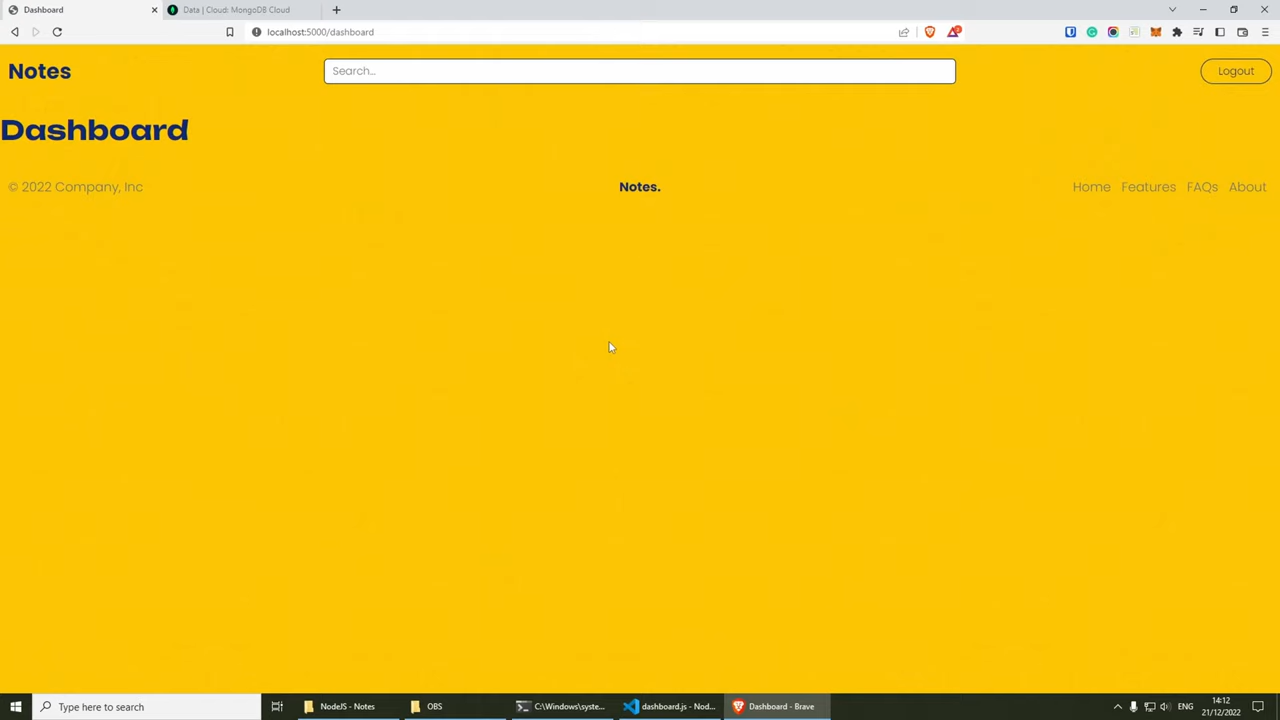 Dashboard
Data | Cloud: MongoDB Cloud
localhost:5000/dashboard
Notes
Search...
Logout
Dashboard
© 2022 Company, Inc
Notes.
Home Features FAQs About
Type here to search
NodeJS - Notes
OBS
C:\Windows\syste...
dashboard.js - Nod...
Dashboard - Brave
ENG
14:12
21/12/2022